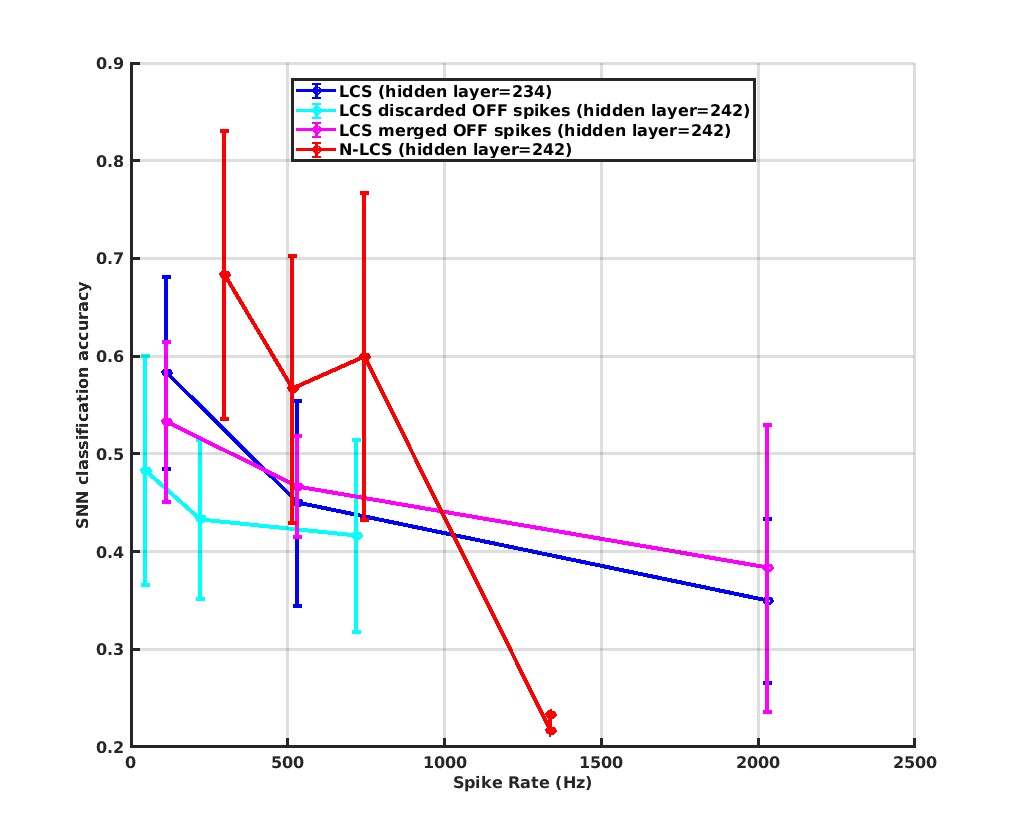 0.9
0.8
0.7
0.6
0.5
0.4
0.3
0.2
SNN classification accuracy
LCS (hidden layer=234)
LCS discarded OFF spikes (hidden layer=242)
LCS merged OFF spikes (hidden layer=242)
N-LCS (hidden layer=242)
0 500 1000 1500 2000 2500
Spike Rate (Hz)